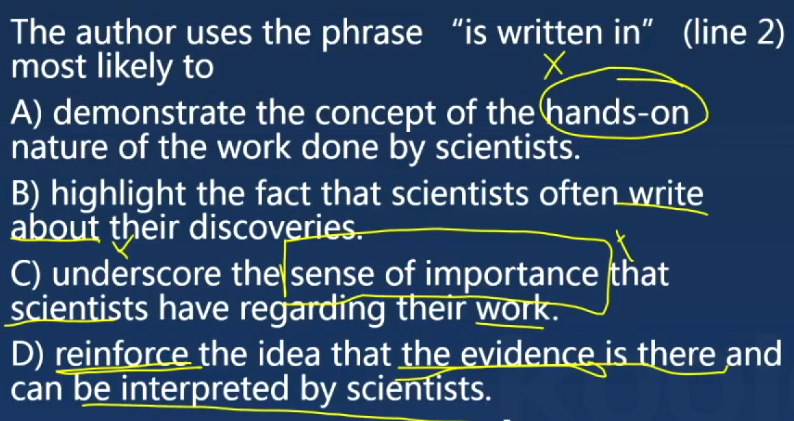 The author uses the phrase “is written in” (line 2)
most likely to
A) demonstrate the concept of the hands-on
nature of the work done by scientists.
B) highlight the fact that scientists often write
about their discoveries.
C) underscore the sense of importance that
scientists have regarding their work.
D) reinforce the idea that the evidence is there and
can be interpreted by scientists.